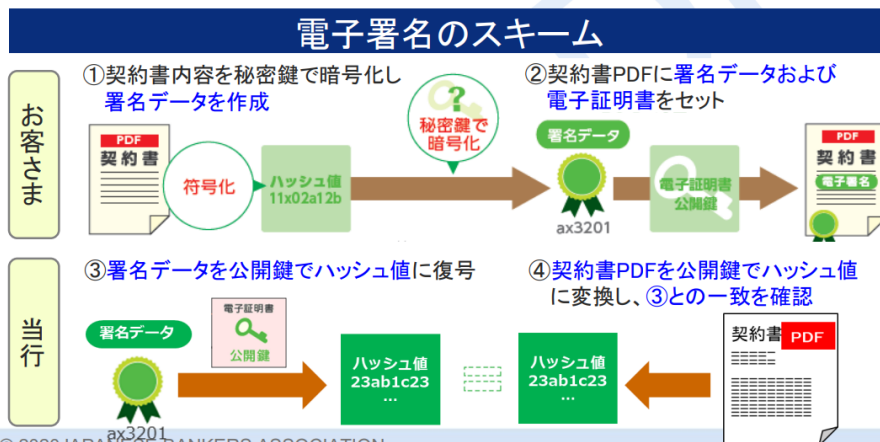 電子署名のスキーム
お客さま
①契約書内容を秘密鍵で暗号化し
署名データを作成
PDF
契約書
符号化
ハッシュ値
11x02a12b
?
秘密鍵で
暗号化
②契約書PDFに署名データおよび
電子証明書をセット
署名データ
ax3201
電子証明書
公開鍵
PDF
契約書
電子署名
当行
③署名データを公開鍵でハッシュ値に復号
署名データ
ax3201
電子証明書
公開鍵
ハッシュ値
23ab1c23
...
④契約書PDFを公開鍵でハッシュ値
に変換し、③との一致を確認
ハッシュ値
23ab1c23
...
契約書 PDF
© 2020 JAPANESE BANKERS ASSOCIATION